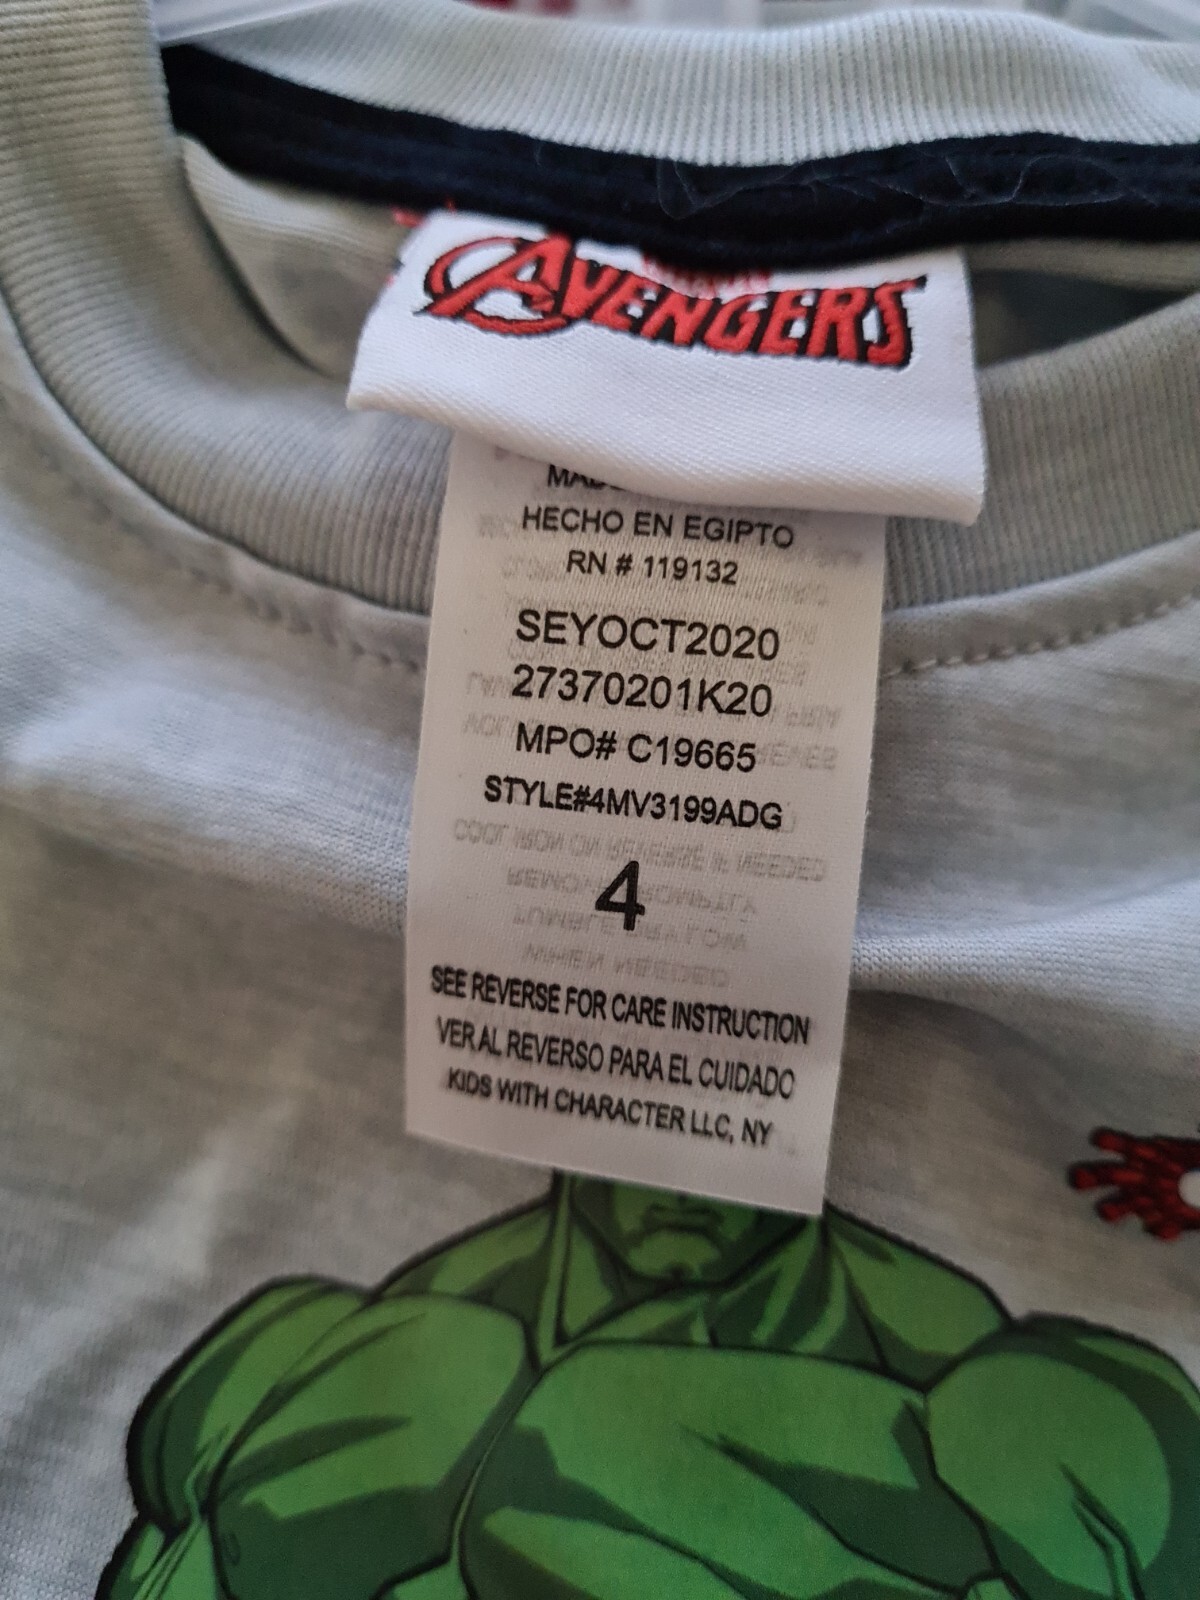 AVENGERS
HECHO EN EGIPTO
RN # 119132
SEYOCT2020
27370201K20
MPO# C19665
STYLE#4MV3199ADG
4
SEE REVERSE FOR CARE INSTRUCTION
VER AL REVERSO PARA EL CUIDADO
KIDS WITH CHARACTER LLC, NY